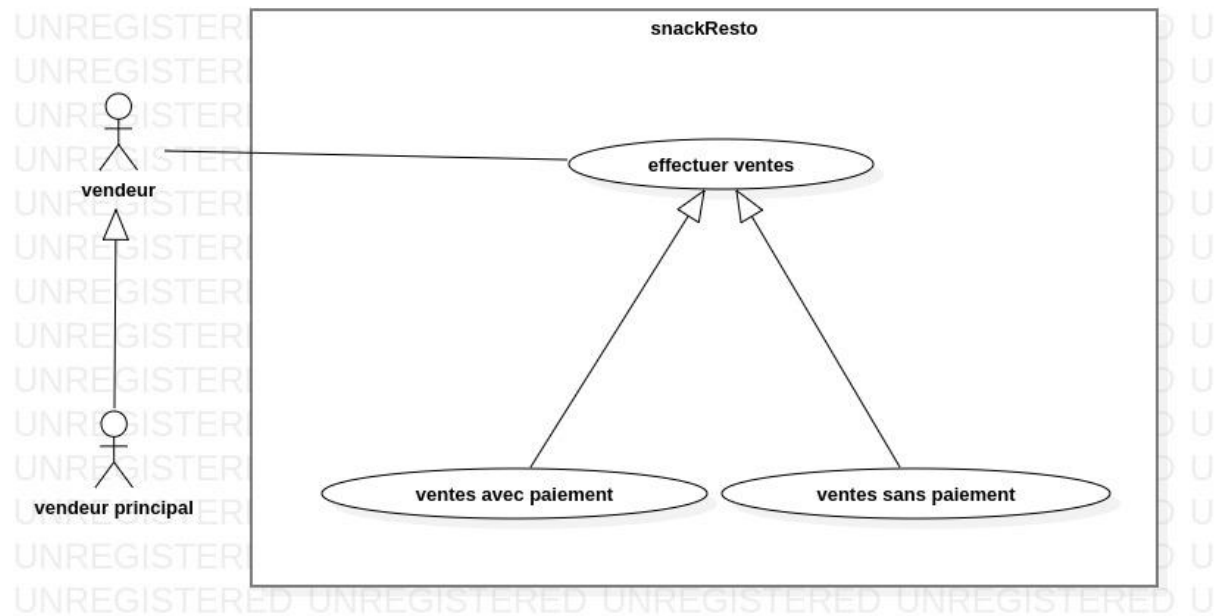 snackResto
effectuer ventes
vendeur
vendeur principal
ventes avec paiement
ventes sans paiement
UNREGISTERED UNREGISTERED UNREGISTERED UNREGISTERED U